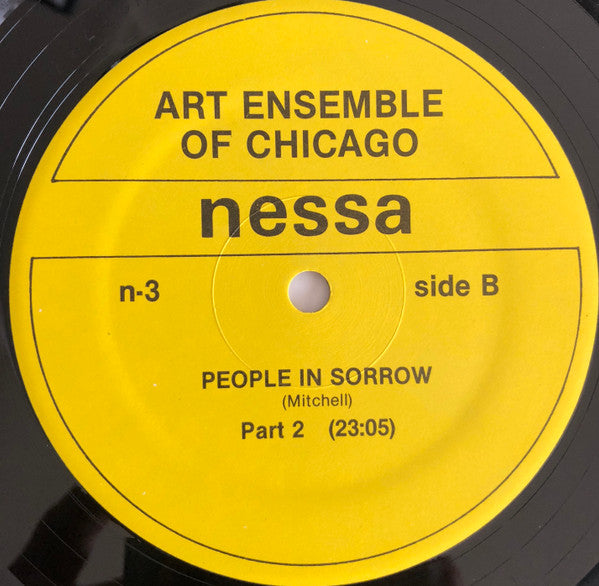 ART ENSEMBLE
OF CHICAGO
nessa
n-3 side B
PEOPLE IN SORROW
(Mitchell)
Part 2 (23:05)